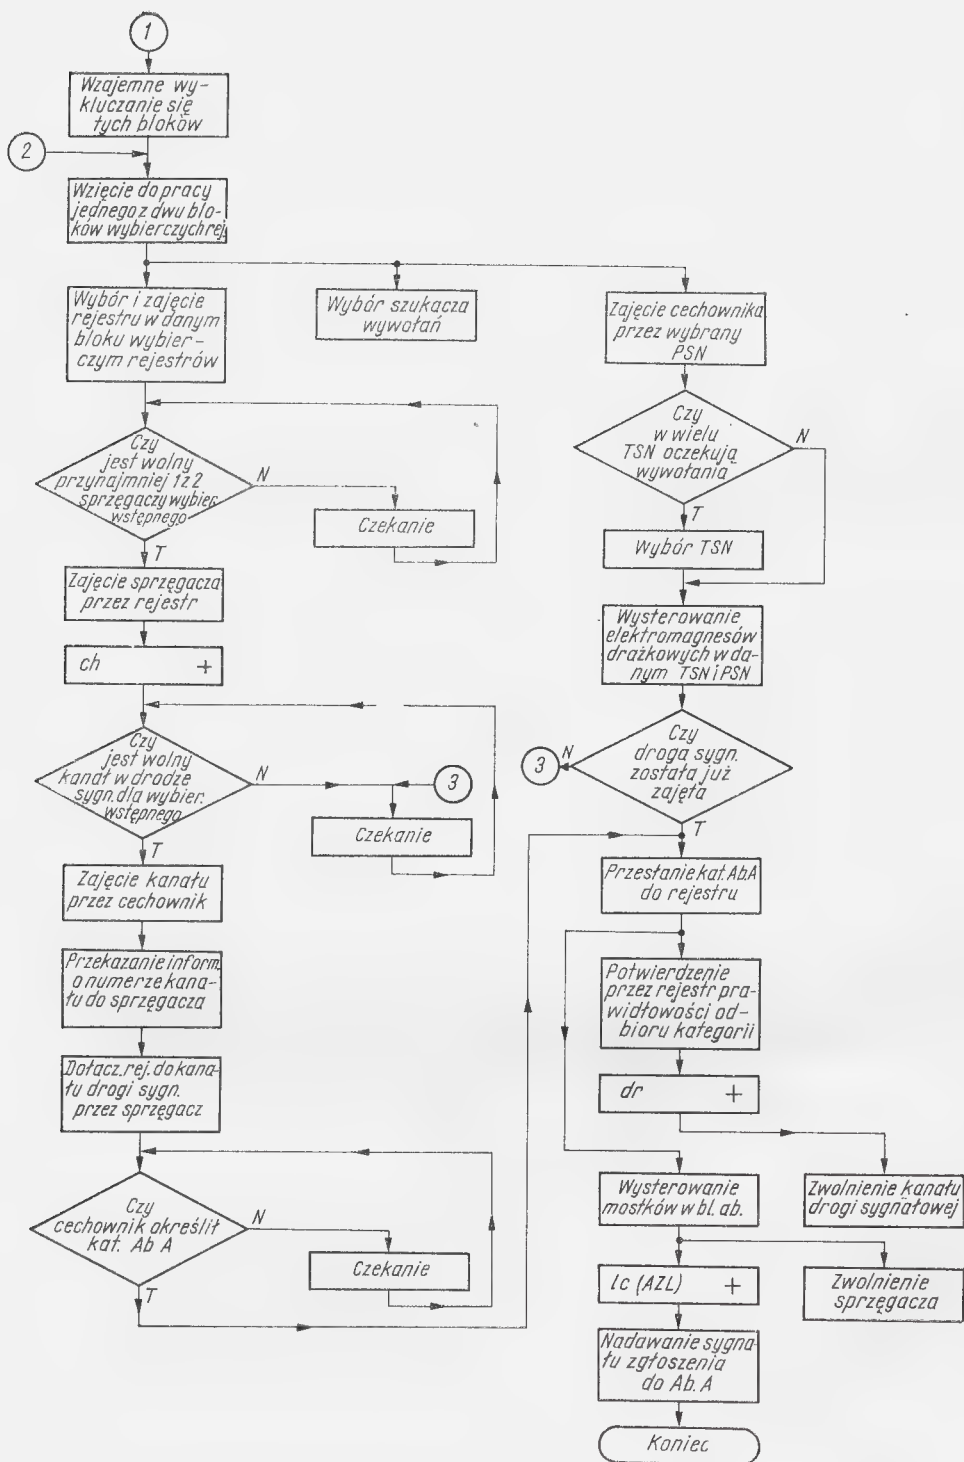 1
Wzajemne wy-
kluczanie się
tych bloków
2
Wzięcie do pracy
jednego z dwu blo-
ków wybierczych rej.
Wybór i zajęcie
rejestru w danym
bloku wybier-
czym rejestrów
Wybór szukacza
wywołań
Zajęcie cechownika
przez wybrany
PSN
Czy
jest wolny
przynajmniej 1 z 2
sprzęgaczy wybier.
wstępnego
N
Czekanie
T
Zajęcie sprzęgacza
przez rejestr
ch +
Czy
jest wolny
kanał w drodze
sygn. dla wybier.
wstępnego
N
3
Czekanie
T
Zajęcie kanału
przez cechownik
Przekazanie inform.
o numerze kana-
łu do sprzęgacza
Dołącz. rej. do kana-
łu drogi sygn.
przez sprzęgacz
Czy
cechownik określił
kat. Ab A
N
Czekanie
T
Czy
w wielu
TSN oczekują
wywołania
N
T
Wybór TSN
Wysterowanie
elektromagnesów
drążkowych w da-
nym TSN i PSN
Czy
droga sygn.
została już
zajęta
N
3
T
Przesłanie kat. Ab.A
do rejestru
Potwierdzenie
przez rejestr pra-
widłowości od-
bioru kategorii
dr +
Wysterowanie
mostków w bl. ab.
Zwolnienie kanału
drogi sygnałowej
lc (AZL) +
Zwolnienie
sprzęgacza
Nadawanie sygna-
łu zgłoszenia
do Ab. A
Koniec